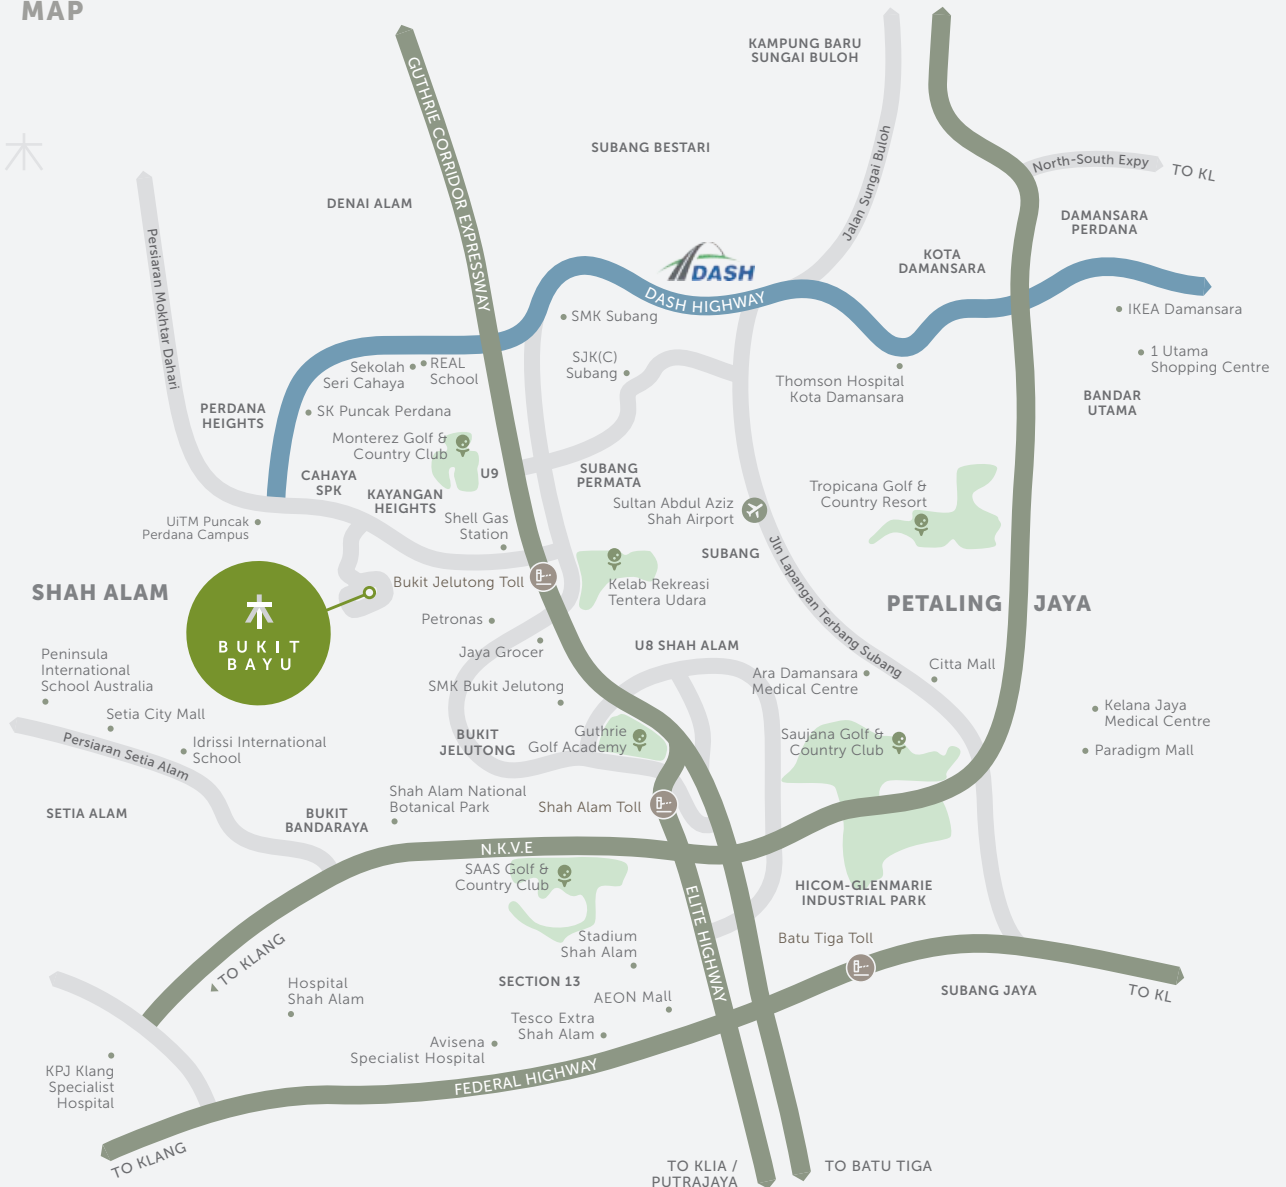 MAP
KAMPUNG BARU
SUNGAI BULOH
GUTHRIE CORRIDOR EXPRESSWAY
SUBANG BESTARI
Jalan Sungai Buloh
North-South Expy
TO KL
DENAI ALAM
DAMANSARA
PERDANA
Persiaran Mokhtar Dahari
KOTA
DAMANSARA
DASH
DASH HIGHWAY
IKEA Damansara
SMK Subang
SJK(C)
Subang
1 Utama
Shopping Centre
Sekolah
Seri Cahaya
REAL
School
Thomson Hospital
Kota Damansara
BANDAR
UTAMA
PERDANA
HEIGHTS
SK Puncak Perdana
Monterez Golf &
Country Club
U9
CAHAYA
SPK
KAYANGAN
HEIGHTS
SUBANG
PERMATA
Tropicana Golf &
Country Resort
Sultan Abdul Aziz
Shah Airport
UiTM Puncak
Perdana Campus
Shell Gas
Station
SUBANG
Jln Lapangan Terbang Subang
SHAH ALAM
Bukit Jelutong Toll
Kelab Rekreasi
Tentera Udara
PETALING JAYA
BUKIT
BAYU
Petronas
Jaya Grocer
U8 SHAH ALAM
Peninsula
International
School Australia
SMK Bukit Jelutong
Ara Damansara
Medical Centre
Citta Mall
Setia City Mall
Kelana Jaya
Medical Centre
Persiaran Setia Alam
Idrissi International
School
BUKIT
JELUTONG
Guthrie
Golf Academy
Saujana Golf &
Country Club
Paradigm Mall
SETIA ALAM
BUKIT
BANDARAYA
Shah Alam National
Botanical Park
Shah Alam Toll
N.K.V.E
SAAS Golf &
Country Club
ELITE HIGHWAY
HICOM-GLENMARIE
INDUSTRIAL PARK
TO KLANG
Stadium
Shah Alam
Batu Tiga Toll
Hospital
Shah Alam
SECTION 13
AEON Mall
SUBANG JAYA
TO KL
Tesco Extra
Shah Alam
Avisena
Specialist Hospital
KPJ Klang
Specialist
Hospital
FEDERAL HIGHWAY
TO KLANG
TO KLIA /
PUTRAJAYA
TO BATU TIGA